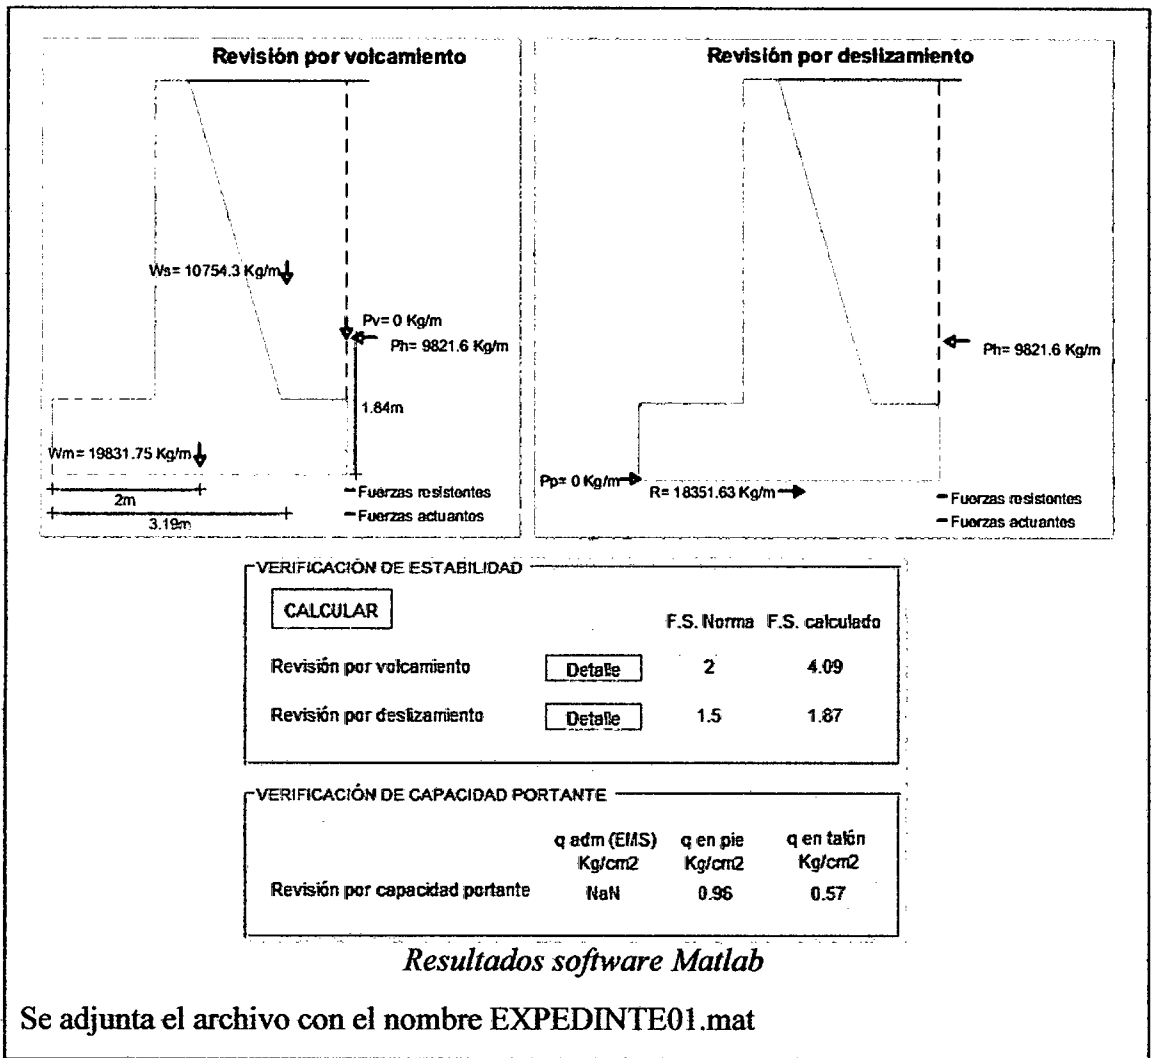 Revisión por volcamiento
Ws= 10754.3 Kg/m
Pv= 0 Kg/m
Ph= 9821.6 Kg/m
1.84m
Wm= 19831.75 Kg/m
2m
3.19m
Fuerzas resistentes
Fuerzas actuantes
Revisión por deslizamiento
Ph= 9821.6 Kg/m
Pp= 0 Kg/m
R= 18351.63 Kg/m
Fuerzas resistentes
Fuerzas actuantes
VERIFICACIÓN DE ESTABILIDAD
CALCULAR
F.S. Norma F.S. calculado
Revisión por volcamiento Detalle 2 4.09
Revisión por deslizamiento Detalle 1.5 1.87
VERIFICACIÓN DE CAPACIDAD PORTANTE
q adm (EMS) q en pie q en talón
Kg/cm2 Kg/cm2 Kg/cm2
Revisión por capacidad portante NaN 0.96 0.57
Resultados software Matlab
Se adjunta el archivo con el nombre EXPEDINTE01.mat